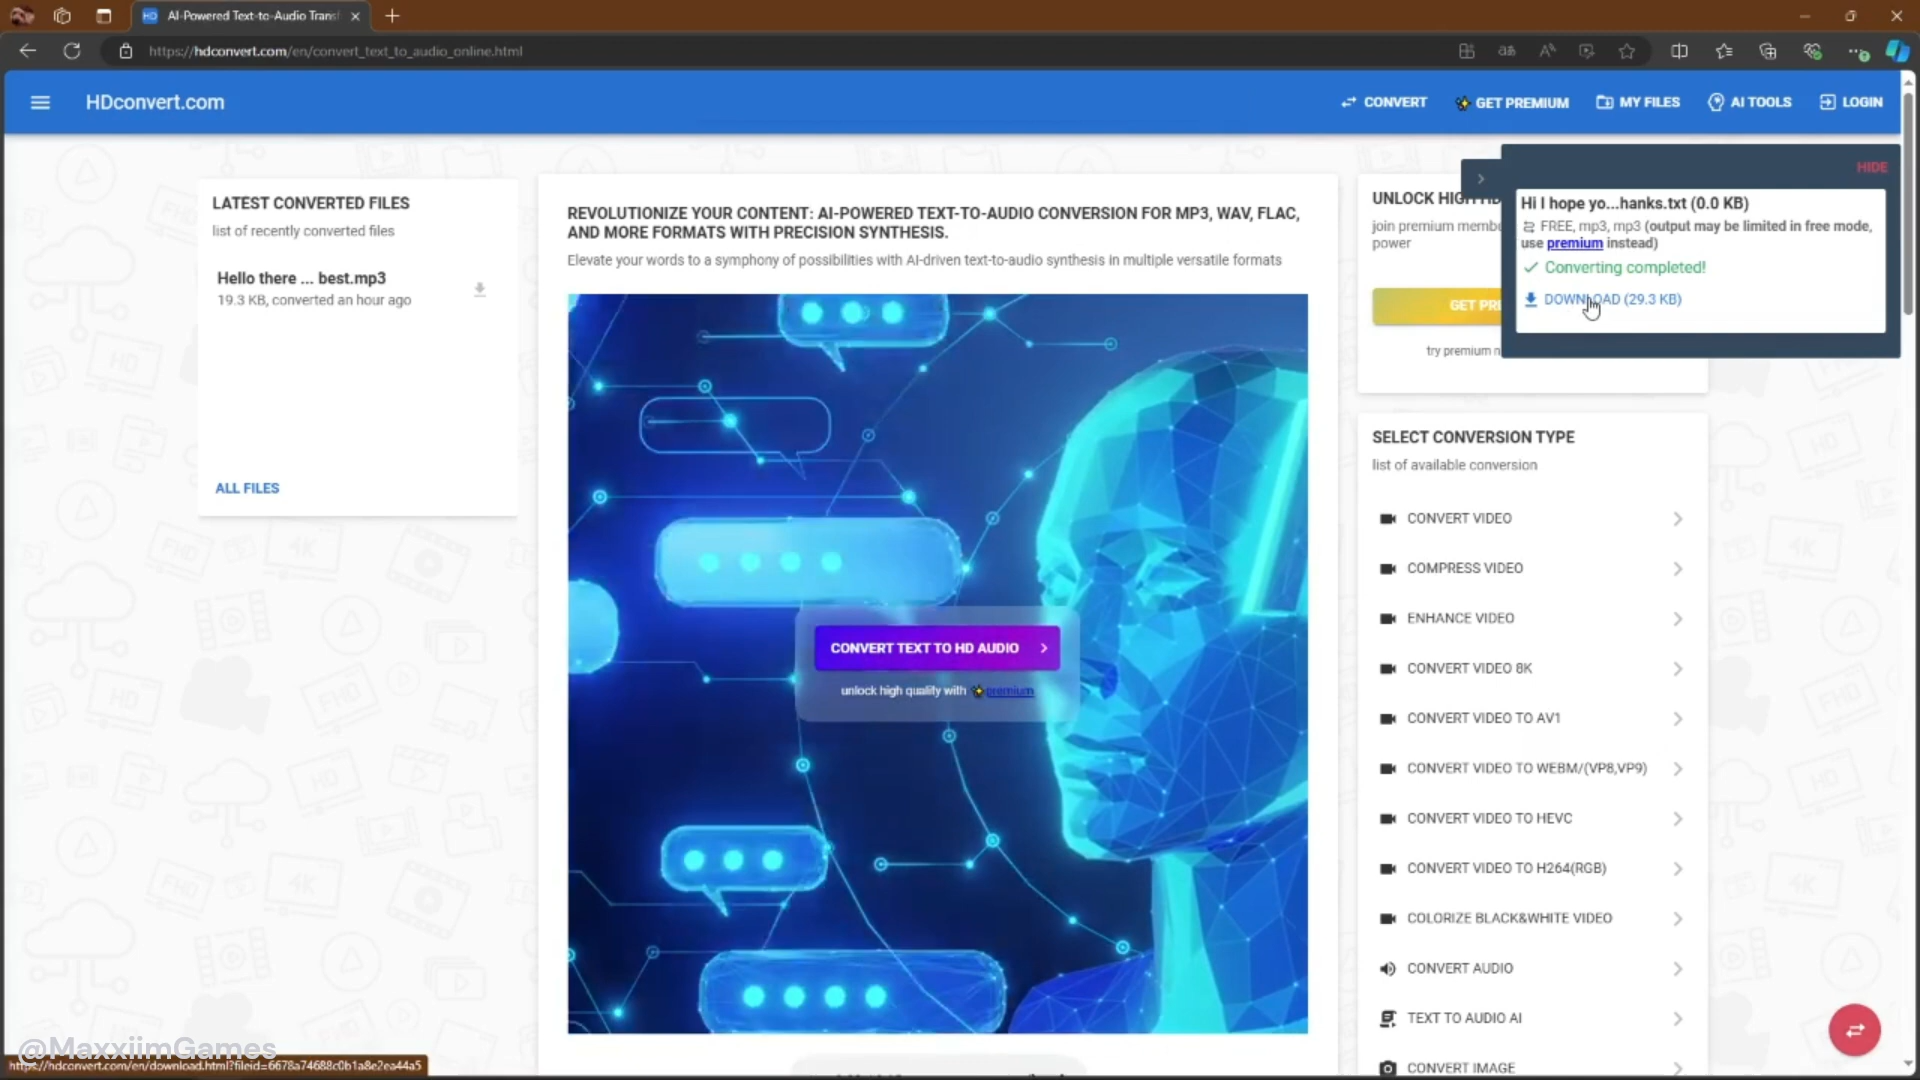 AI-Powered Text-to-Audio Transf
https://hdconvert.com/en/convert_text_to_audio_online.html
HDconvert.com
CONVERT
GET PREMIUM
MY FILES
AI TOOLS
LOGIN
LATEST CONVERTED FILES
list of recently converted files
Hello there ... best.mp3
19.3 KB, converted an hour ago
ALL FILES
REVOLUTIONIZE YOUR CONTENT: AI-POWERED TEXT-TO-AUDIO CONVERSION FOR MP3, WAV, FLAC,
AND MORE FORMATS WITH PRECISION SYNTHESIS.
Elevate your words to a symphony of possibilities with AI-driven text-to-audio synthesis in multiple versatile formats
CONVERT TEXT TO HD AUDIO
unlock high quality with premium
UNLOCK HIGH
join premium memb
power
GET PRE
try premium n
HIDE
Hi I hope yo...hanks.txt (0.0 KB)
FREE, mp3, mp3 (output may be limited in free mode,
use premium instead)
Converting completed!
DOWNLOAD (29.3 KB)
SELECT CONVERSION TYPE
list of available conversion
CONVERT VIDEO
COMPRESS VIDEO
ENHANCE VIDEO
CONVERT VIDEO 8K
CONVERT VIDEO TO AV1
CONVERT VIDEO TO WEBM/(VP8,VP9)
CONVERT VIDEO TO HEVC
CONVERT VIDEO TO H264(RGB)
COLORIZE BLACK&WHITE VIDEO
CONVERT AUDIO
TEXT TO AUDIO AI
CONVERT IMAGE
@MaxxiimGames
https://hdconvert.com/en/download.html?fileid=6678a74688c0b1a8e2ea44a5